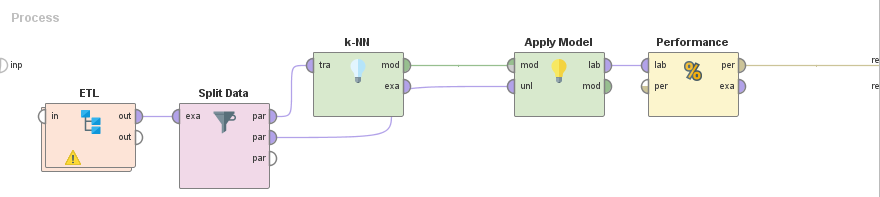 Process
inp
ETL
in
out
out
Split Data
exa
par
par
par
k-NN
tra
mod
exa
Apply Model
mod
lab
unl
mod
Performance
lab
per
per
exa
re
re